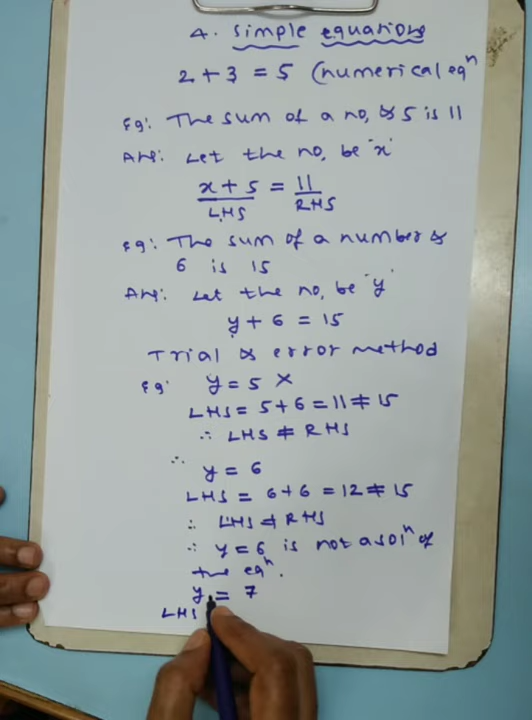 4. Simple equations
2 + 3 = 5 (numerical eqⁿ
Eg: The sum of a no, & 5 is 11
Ans: Let the no, be "x"
x + 5 = 11
LHS RHS
Eg: The sum of a number &
6 is 15
Ans: Let the no, be "y"
y + 6 = 15
Trial & error method
Eg: y = 5 ×
LHS = 5+6 = 11 ≠ 15
∴ LHS ≠ RHS
∴ y = 6
LHS = 6+6 = 12 ≠ 15
∴ LHS ≠ RHS
∴ y = 6 is not a solⁿ of
the eqⁿ.
y = 7
LHS